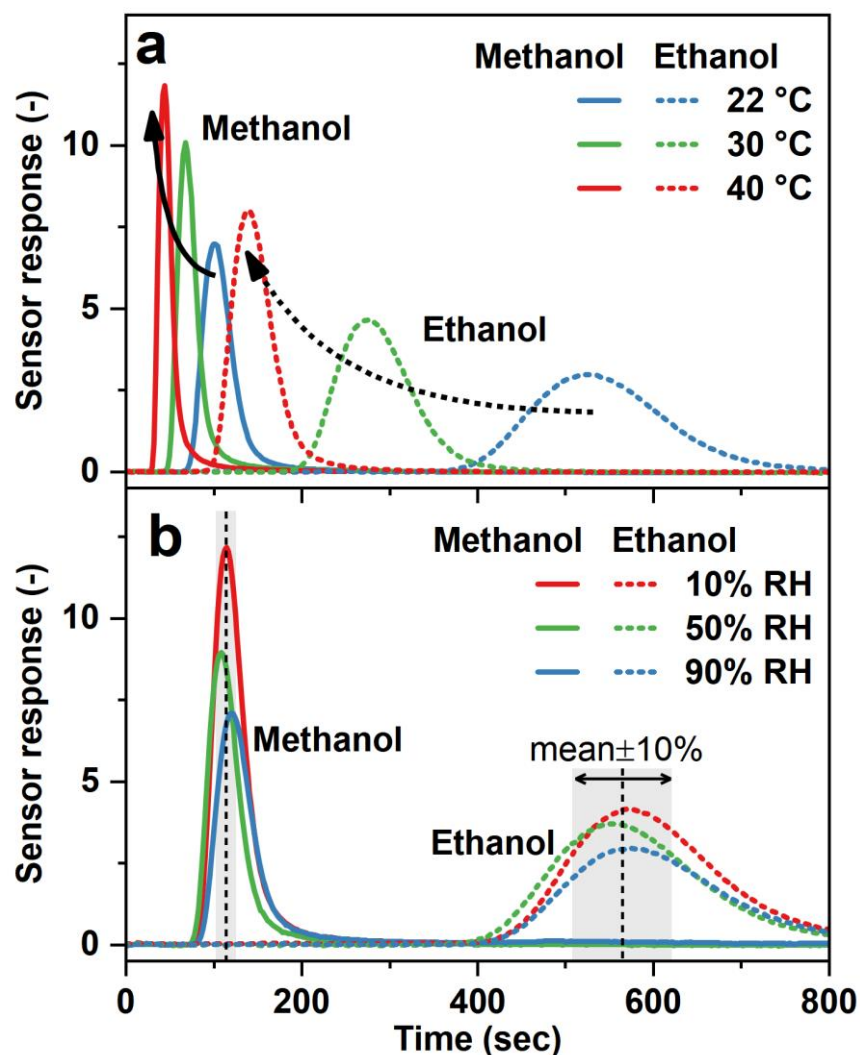 a
Methanol Ethanol
22 °C
30 °C
40 °C
Methanol
Ethanol
Sensor response (-)
10
5
0
b
Methanol Ethanol
10% RH
50% RH
90% RH
Methanol
mean±10%
Ethanol
Sensor response (-)
10
5
0
0 200 400 600 800
Time (sec)